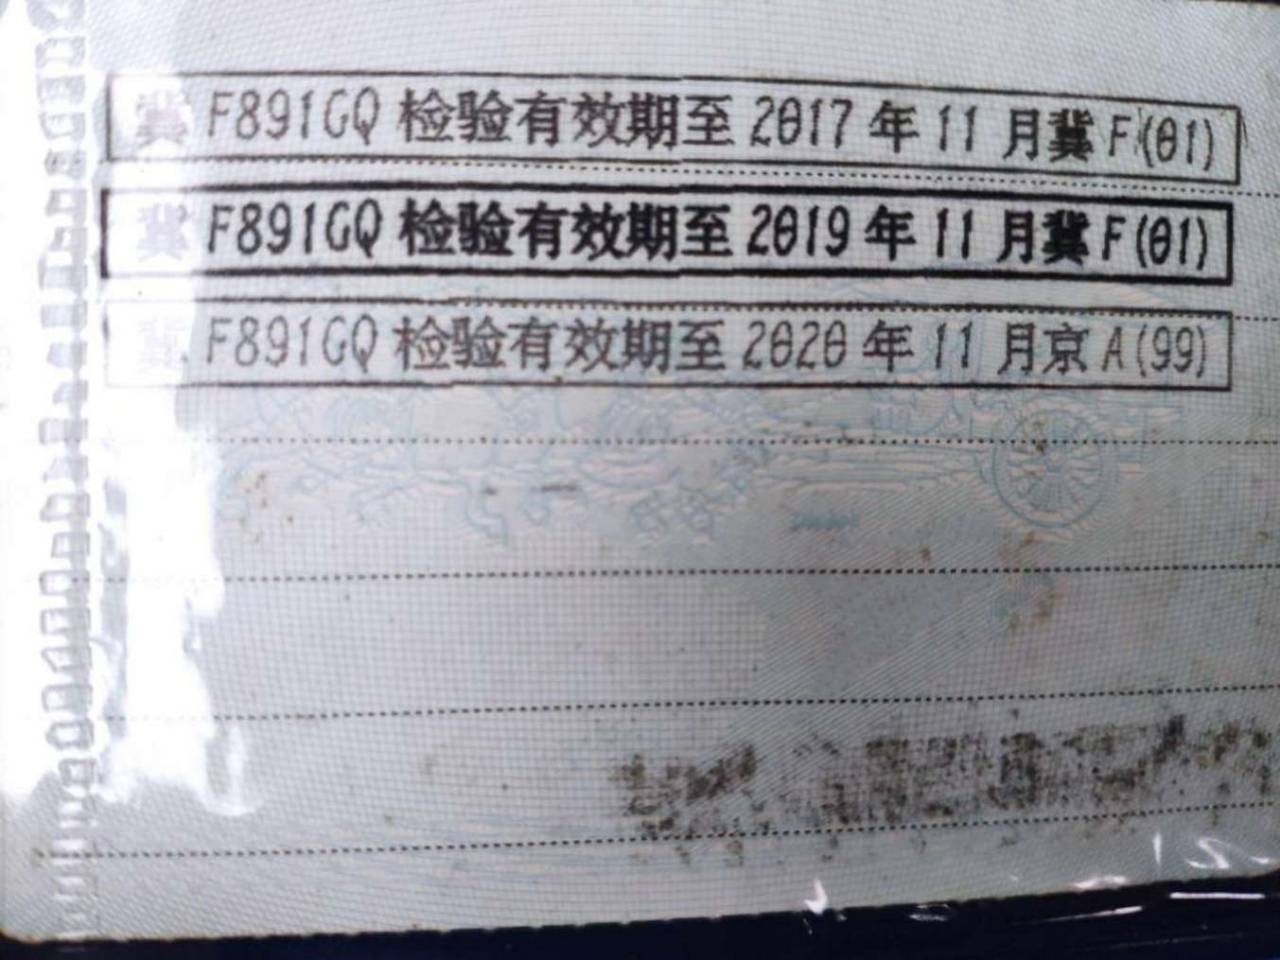 冀F891GQ 检验有效期至 2017 年 11 月冀F(01)
冀F891GQ 检验有效期至 2019 年 11 月冀F(01)
冀F891GQ 检验有效期至 2020 年 11 月京A(99)